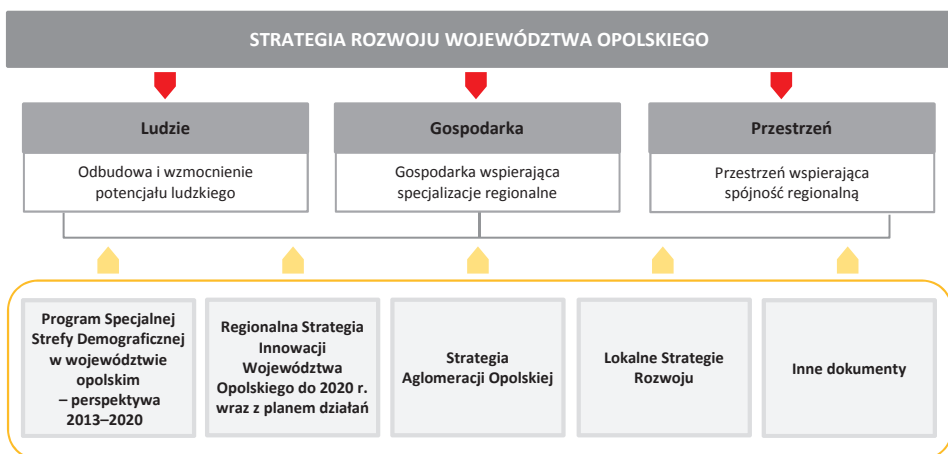 STRATEGIA ROZWOJU WOJEWÓDZTWA OPOLSKIEGO
Ludzie
Odbudowa i wzmocnienie
potencjału ludzkiego
Gospodarka
Gospodarka wspierająca
specjalizacje regionalne
Przestrzeń
Przestrzeń wspierająca
spójność regionalną
Program Specjalnej
Strefy Demograficznej
w województwie
opolskim
– perspektywa
2013–2020
Regionalna Strategia
Innowacji
Województwa
Opolskiego do 2020 r.
wraz z planem działań
Strategia
Aglomeracji Opolskiej
Lokalne Strategie
Rozwoju
Inne dokumenty